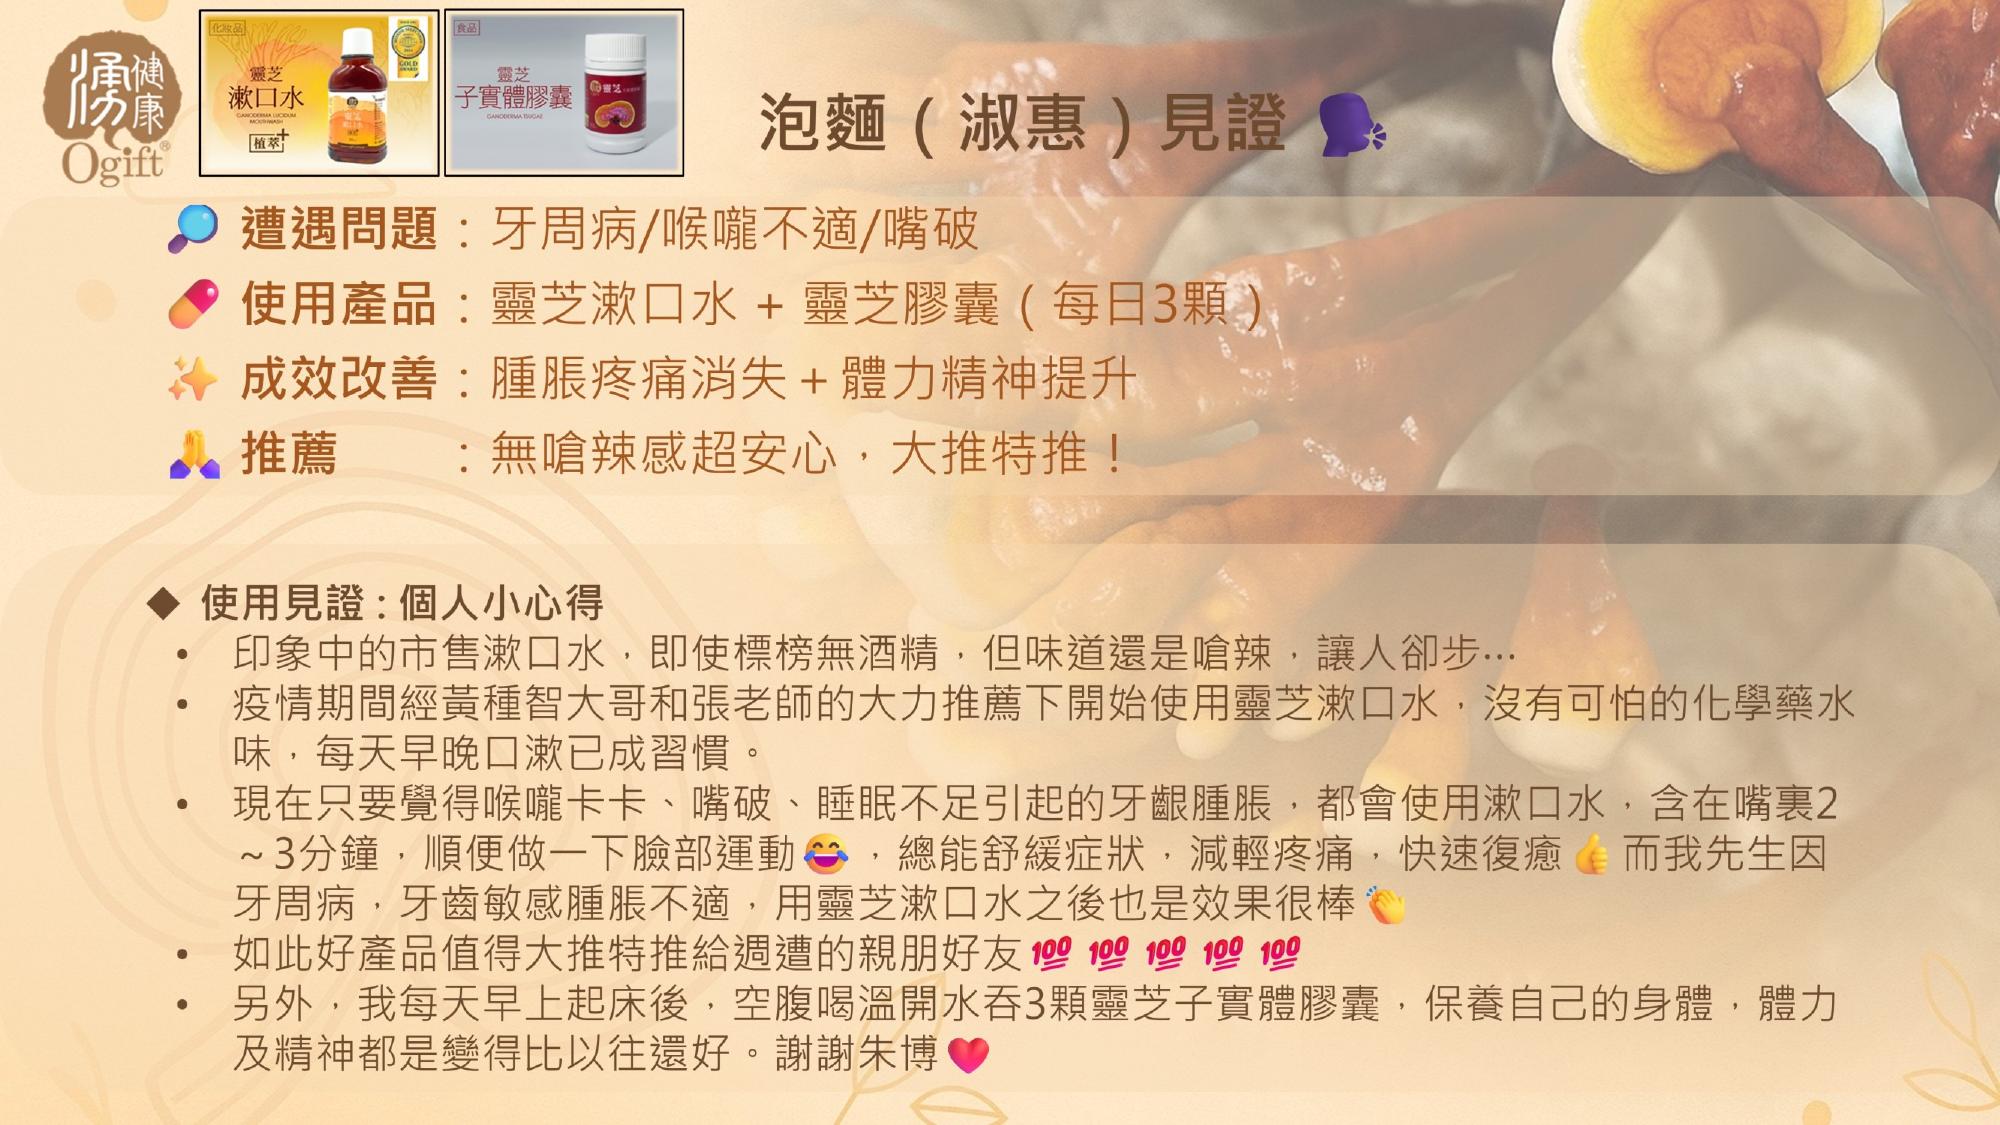 湧健康
Ogift®
化妝品
靈芝
漱口水
GANODERMA LUCIDUM
MOUTHWASH
植萃+
GOLD
AWARD
食品
靈芝
子實體膠囊
GANODERMA TSUGAE
靈芝
泡麵（淑惠）見證
遭遇問題：牙周病/喉嚨不適/嘴破
使用產品：靈芝漱口水 + 靈芝膠囊（每日3顆）
成效改善：腫脹疼痛消失+體力精神提升
推薦：無嗆辣感超安心，大推特推！
◆ 使用見證:個人小心得
• 印象中的市售漱口水，即使標榜無酒精，但味道還是嗆辣，讓人卻步…
• 疫情期間經黃種智大哥和張老師的大力推薦下開始使用靈芝漱口水，沒有可怕的化學藥水
味，每天早晚口漱已成習慣。
• 現在只要覺得喉嚨卡卡、嘴破、睡眠不足引起的牙齦腫脹，都會使用漱口水，含在嘴裏2
～3分鐘，順便做一下臉部運動😂，總能舒緩症狀，減輕疼痛，快速復癒👍而我先生因
牙周病，牙齒敏感腫脹不適，用靈芝漱口水之後也是效果很棒👏
• 如此好產品值得大推特推給週遭的親朋好友💯💯💯💯💯
• 另外，我每天早上起床後，空腹喝溫開水吞3顆靈芝子實體膠囊，保養自己的身體，體力
及精神都是變得比以往還好。謝謝朱博❤️